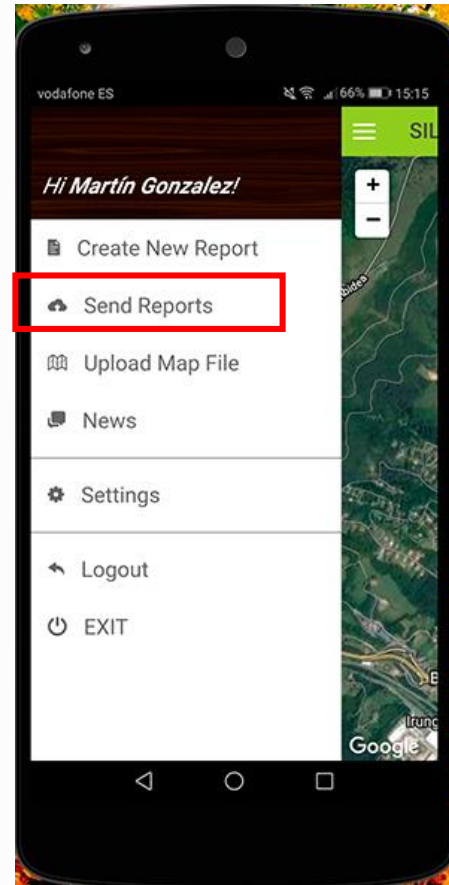 vodafone ES 66% 15:15
SIL
Hi Martín Gonzalez!
+
−
Create New Report
Send Reports
Upload Map File
News
Settings
Logout
EXIT
Google